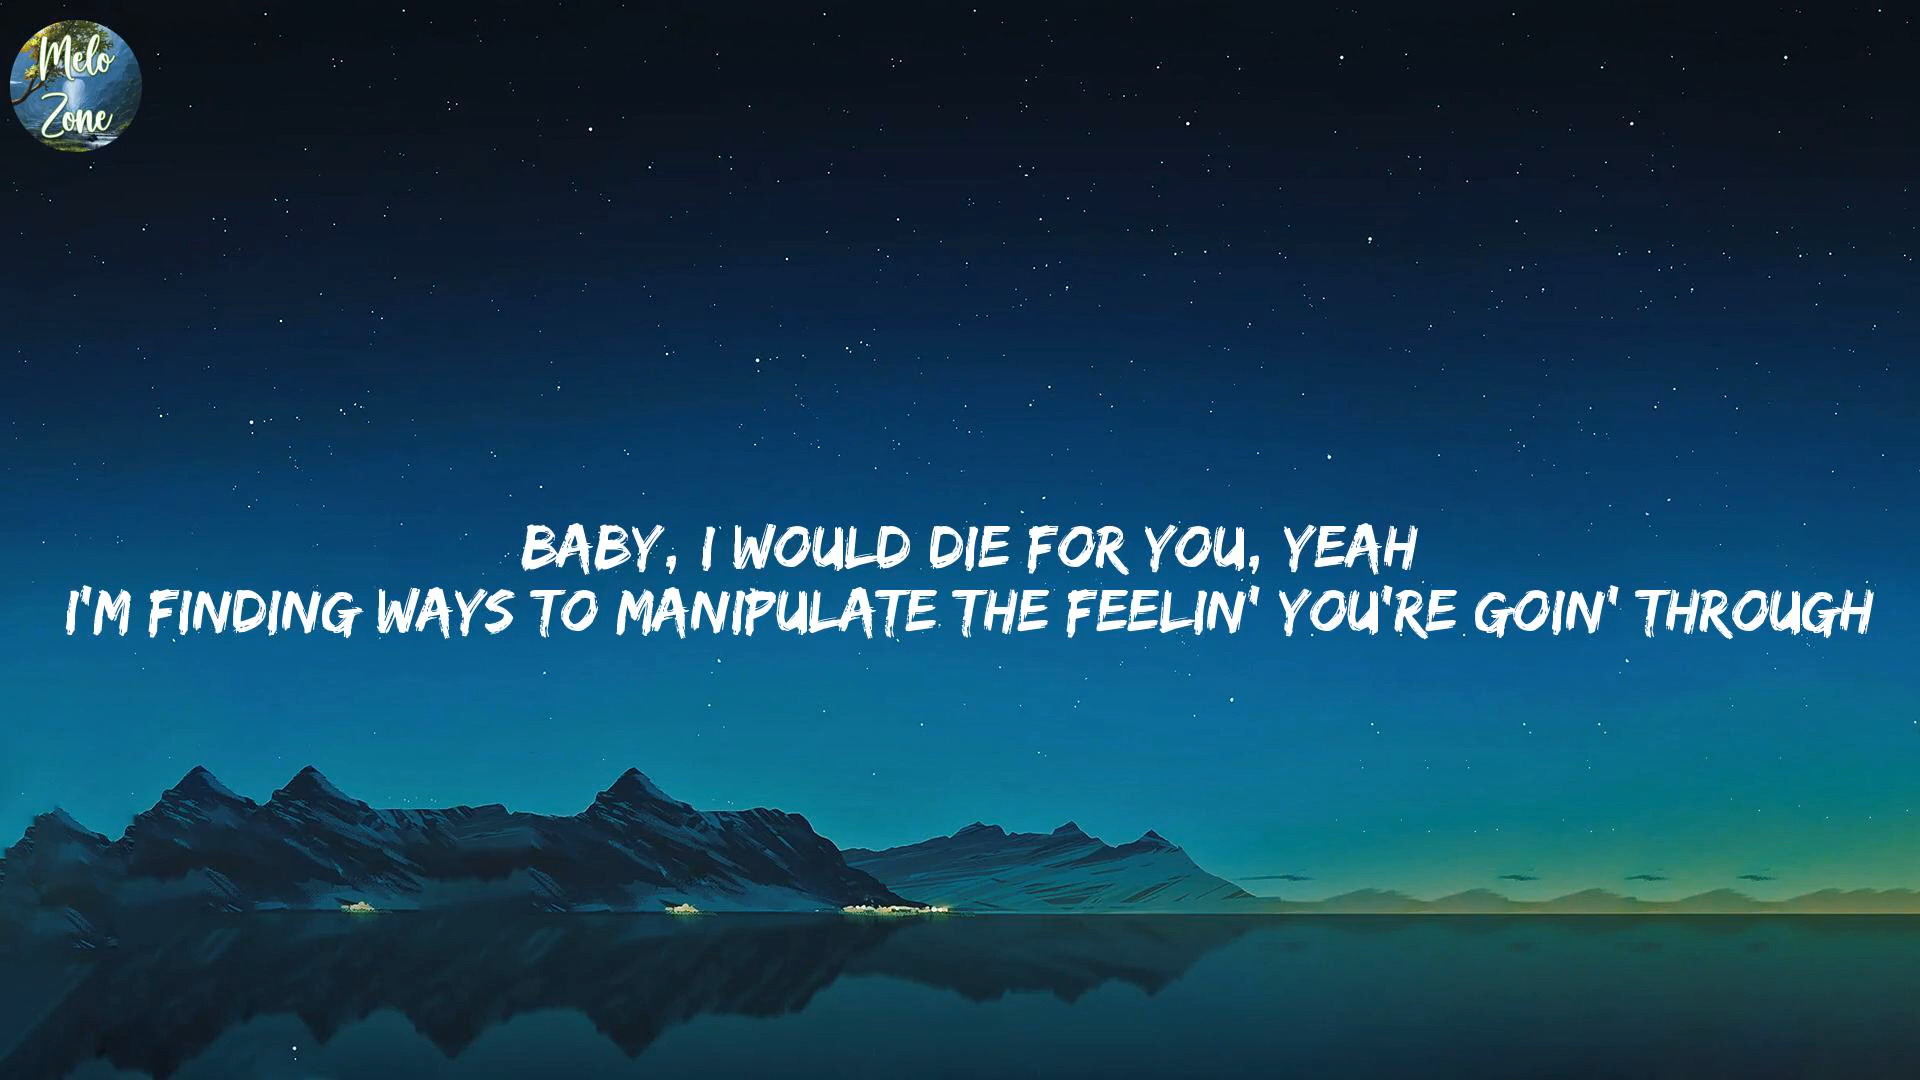 Melo
Zone
BABY, I WOULD DIE FOR YOU, YEAH
I'M FINDING WAYS TO MANIPULATE THE FEELIN' YOU'RE GOIN' THROUGH